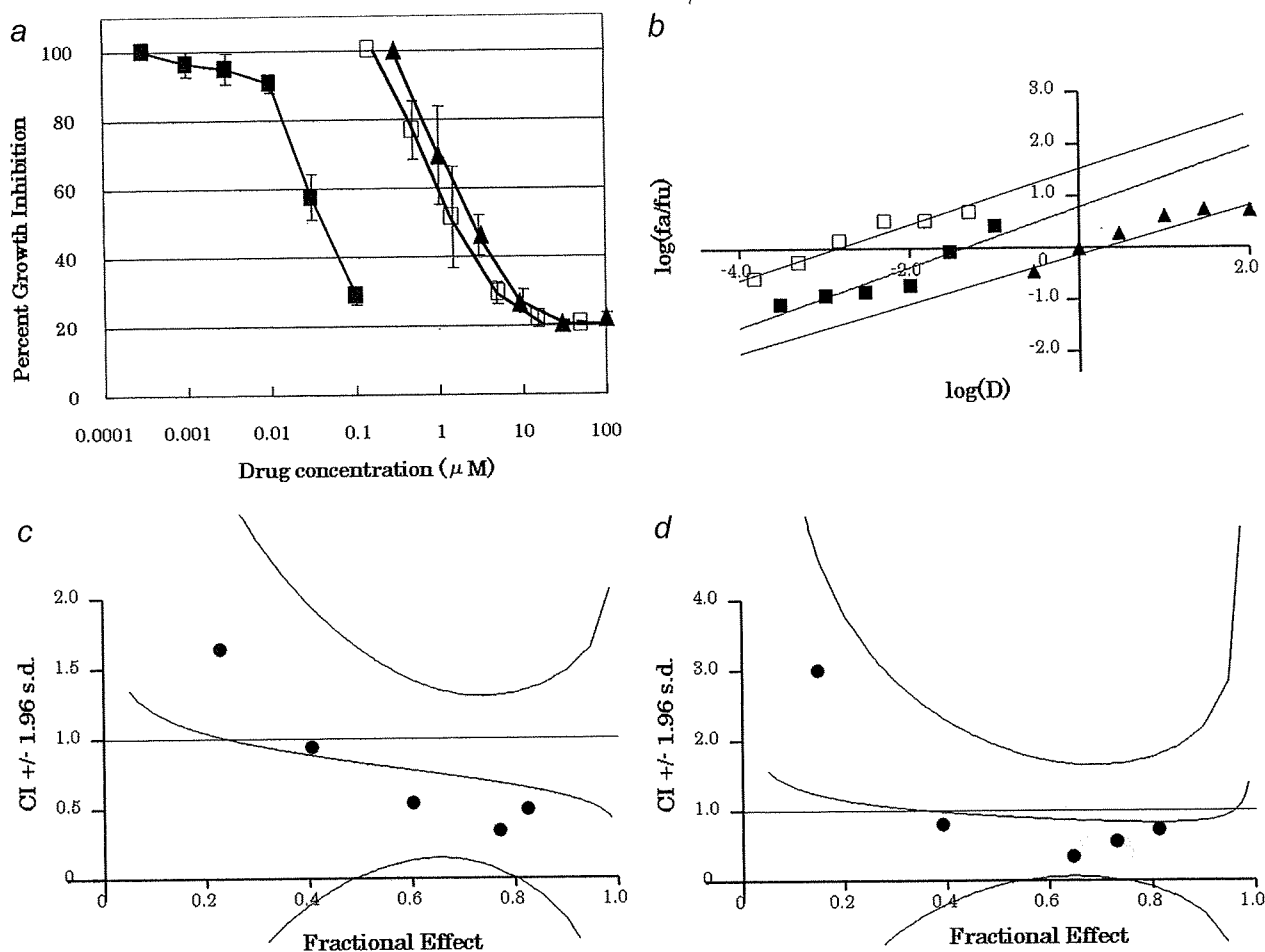 a
Percent Growth Inhibition
100
80
60
40
20
0
0.0001 0.001 0.01 0.1 1 10 100
Drug concentration (μ M)
b
log(fa/fu)
3.0
2.0
1.0
0
-1.0
-2.0
-4.0 -2.0 2.0
log(D)
c
CI +/- 1.96 s.d.
2.0
1.5
1.0
0.5
0
0 0.2 0.4 0.6 0.8 1.0
Fractional Effect
d
CI +/- 1.96 s.d.
4.0
3.0
2.0
1.0
0
0 0.2 0.4 0.6 0.8 1.0
Fractional Effect